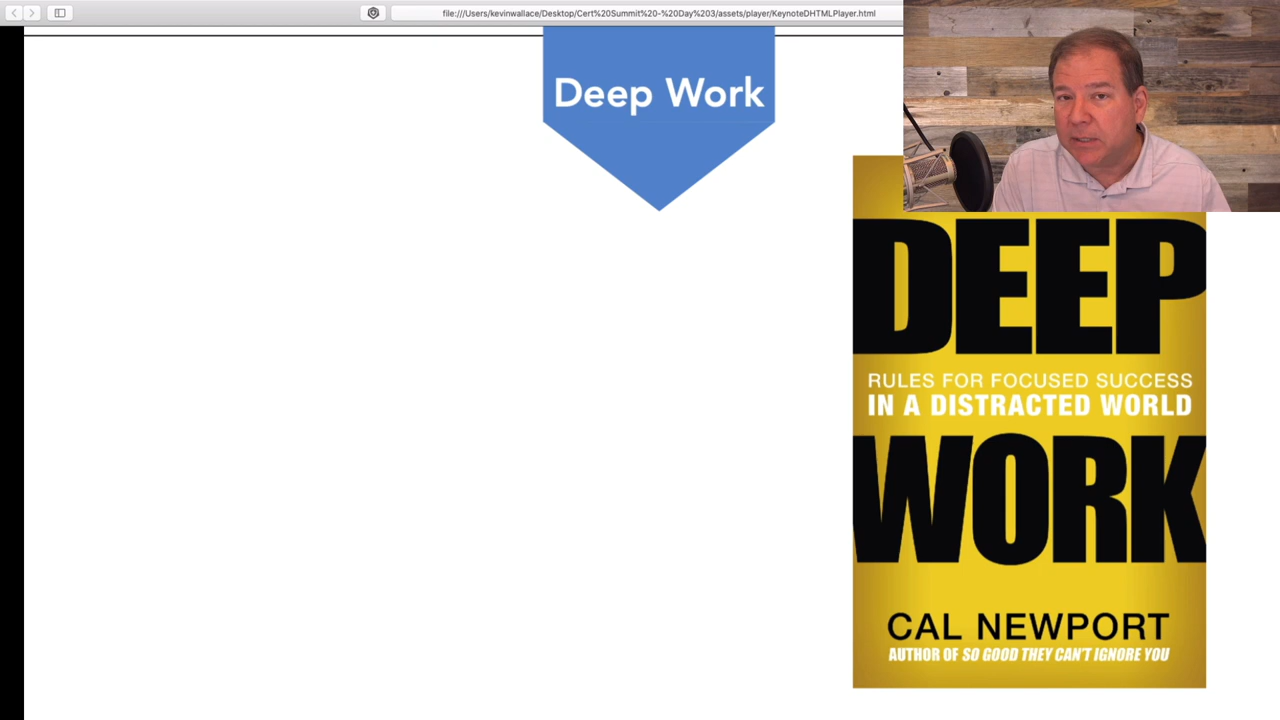 file:///Users/kevinwallace/Desktop/Cert%20Summit%20-%20Day%203/assets/player/KeynoteDHTMLPlayer.html
Deep Work
DEEP
RULES FOR FOCUSED SUCCESS
IN A DISTRACTED WORLD
WORK
CAL NEWPORT
AUTHOR OF SO GOOD THEY CAN'T IGNORE YOU